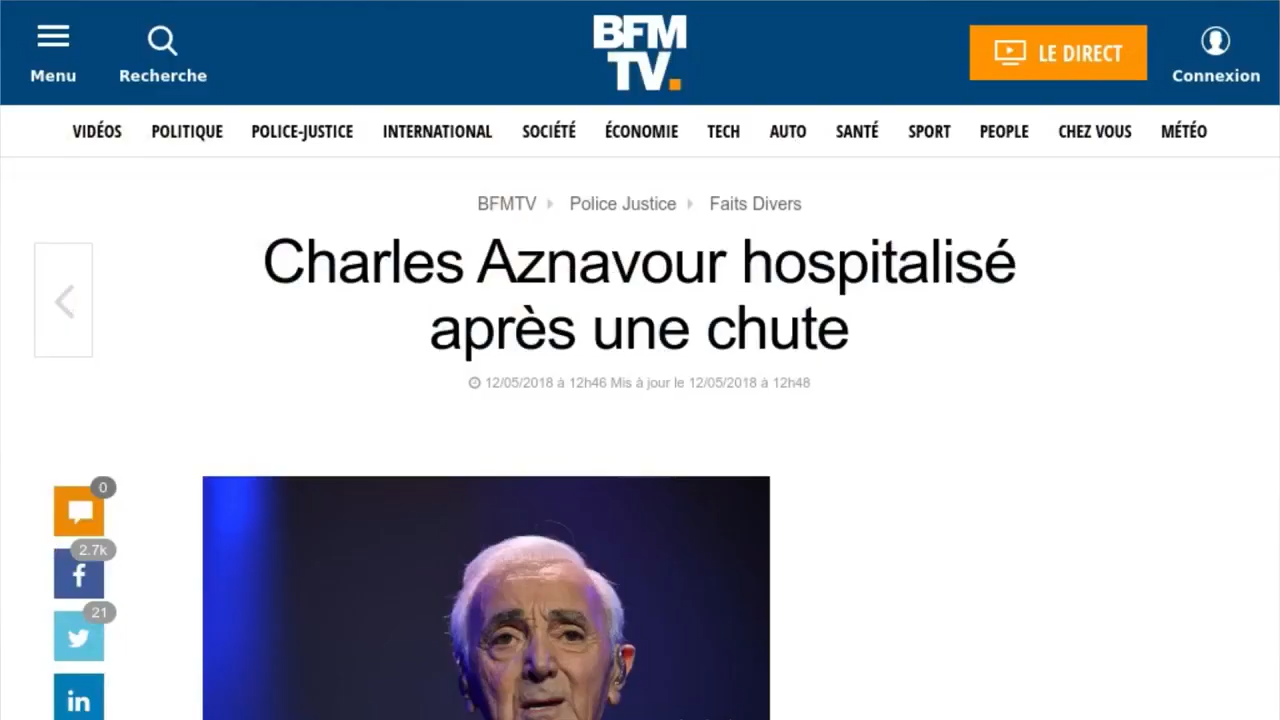 Menu
Recherche
BFM
TV.
LE DIRECT
Connexion
VIDÉOS POLITIQUE POLICE-JUSTICE INTERNATIONAL SOCIÉTÉ ÉCONOMIE TECH AUTO SANTÉ SPORT PEOPLE CHEZ VOUS MÉTÉO
BFMTV Police Justice Faits Divers
Charles Aznavour hospitalisé
après une chute
12/05/2018 à 12h46 Mis à jour le 12/05/2018 à 12h48
0
2.7k
f
21
in